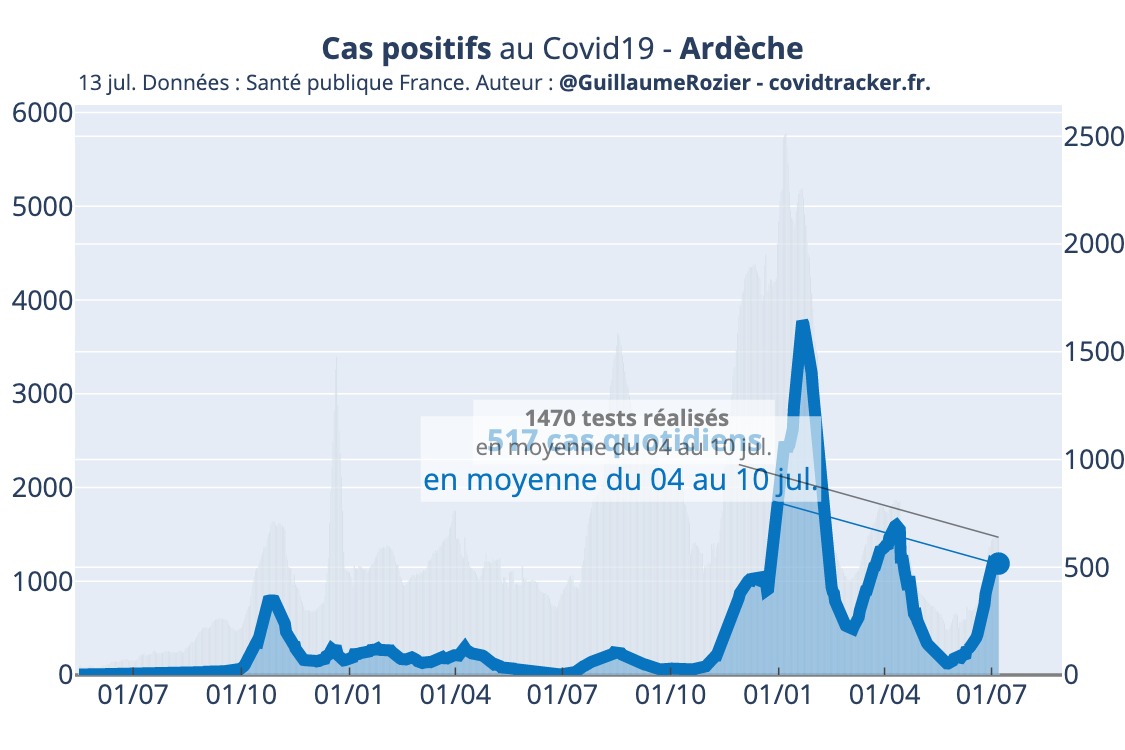 Cas positifs au Covid19 - Ardèche
13 jul. Données : Santé publique France. Auteur : @GuillaumeRozier - covidtracker.fr.
6000
5000
4000
3000
2000
1000
0
2500
2000
1500
1000
500
0
1470 tests réalisés
en moyenne du 04 au 10 jul.
517 cas quotidiens
en moyenne du 04 au 10 jul.
01/07 01/10 01/01 01/04 01/07 01/10 01/01 01/04 01/07